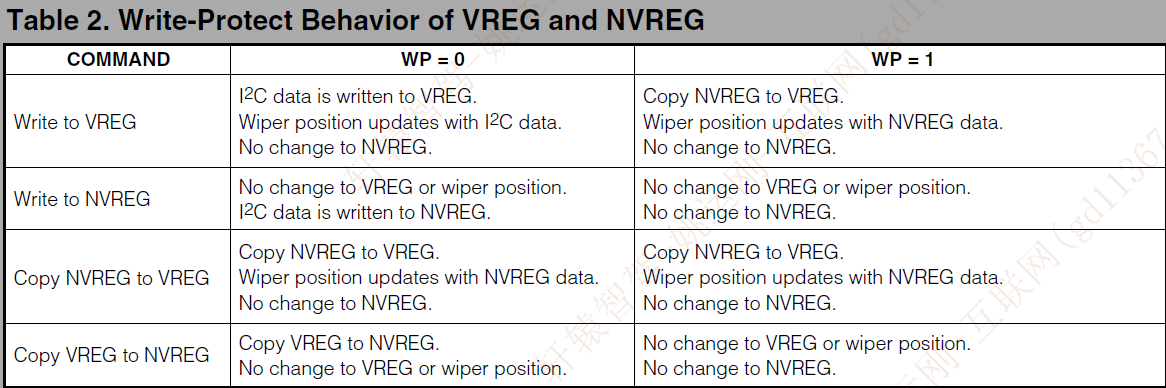 Table 2. Write-Protect Behavior of VREG and NVREG
COMMAND WP = 0 WP = 1
Write to VREG
I2C data is written to VREG.
Wiper position updates with I2C data.
No change to NVREG.
Copy NVREG to VREG.
Wiper position updates with NVREG data.
No change to NVREG.
Write to NVREG
No change to VREG or wiper position.
I2C data is written to NVREG.
No change to VREG or wiper position.
No change to NVREG.
Copy NVREG to VREG
Copy NVREG to VREG.
Wiper position updates with NVREG data.
No change to NVREG.
Copy NVREG to VREG.
Wiper position updates with NVREG data.
No change to NVREG.
Copy VREG to NVREG
Copy VREG to NVREG.
No change to VREG or wiper position.
No change to VREG or wiper position.
No change to NVREG.